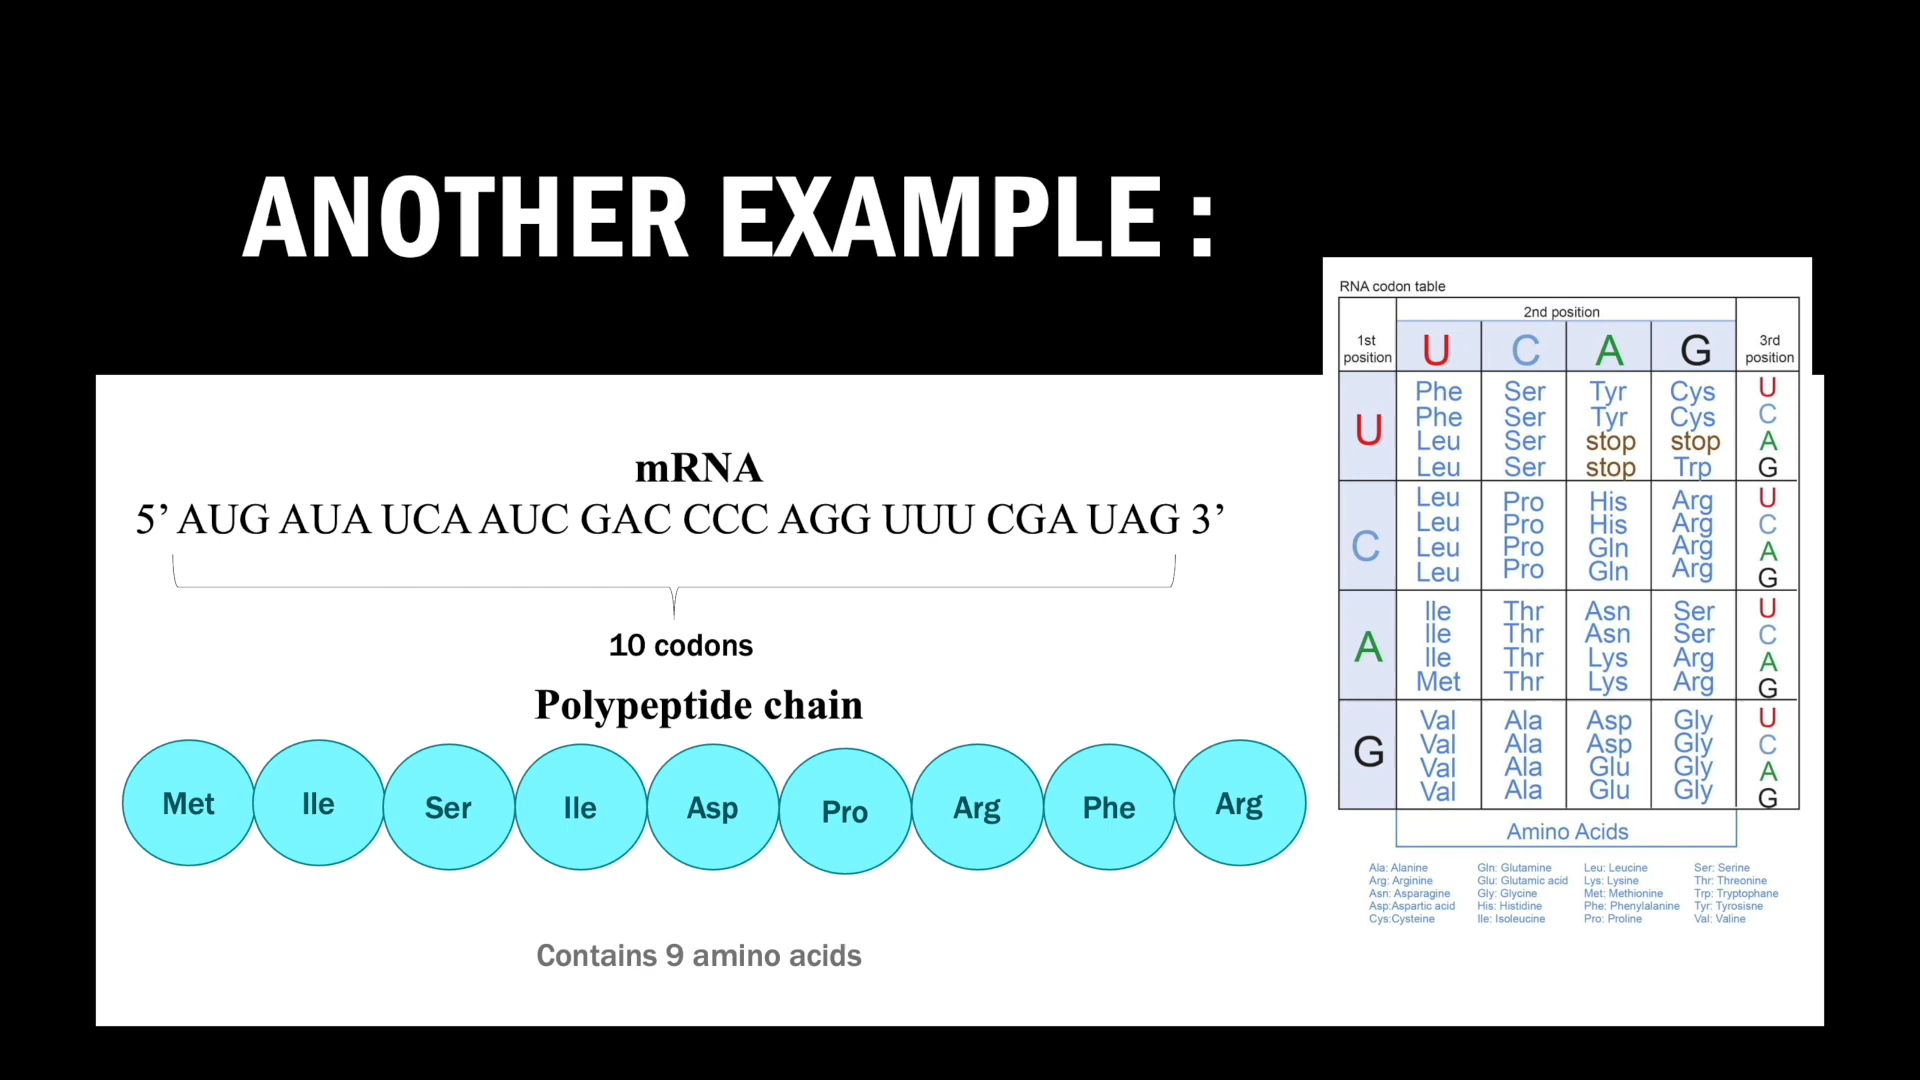 ANOTHER EXAMPLE :
mRNA
5’ AUG AUA UCA AUC GAC CCC AGG UUU CGA UAG 3’
10 codons
Polypeptide chain
Met Ile Ser Ile Asp Pro Arg Phe Arg
Contains 9 amino acids
RNA codon table
2nd position
1st position U C A G 3rd position
U
Phe Ser Tyr Cys U
Phe Ser Tyr Cys C
Leu Ser stop stop A
Leu Ser stop Trp G
C
Leu Pro His Arg U
Leu Pro His Arg C
Leu Pro Gln Arg A
Leu Pro Gln Arg G
A
Ile Thr Asn Ser U
Ile Thr Asn Ser C
Ile Thr Lys Arg A
Met Thr Lys Arg G
G
Val Ala Asp Gly U
Val Ala Asp Gly C
Val Ala Glu Gly A
Val Ala Glu Gly G
Amino Acids
Ala: Alanine Gln: Glutamine Leu: Leucine Ser: Serine
Arg: Arginine Glu: Glutamic acid Lys: Lysine Thr: Threonine
Asn: Asparagine Gly: Glycine Met: Methionine Trp: Tryptophane
Asp:Aspartic acid His: Histidine Phe: Phenylalanine Tyr: Tyrosisne
Cys:Cysteine Ile: Isoleucine Pro: Proline Val: Valine